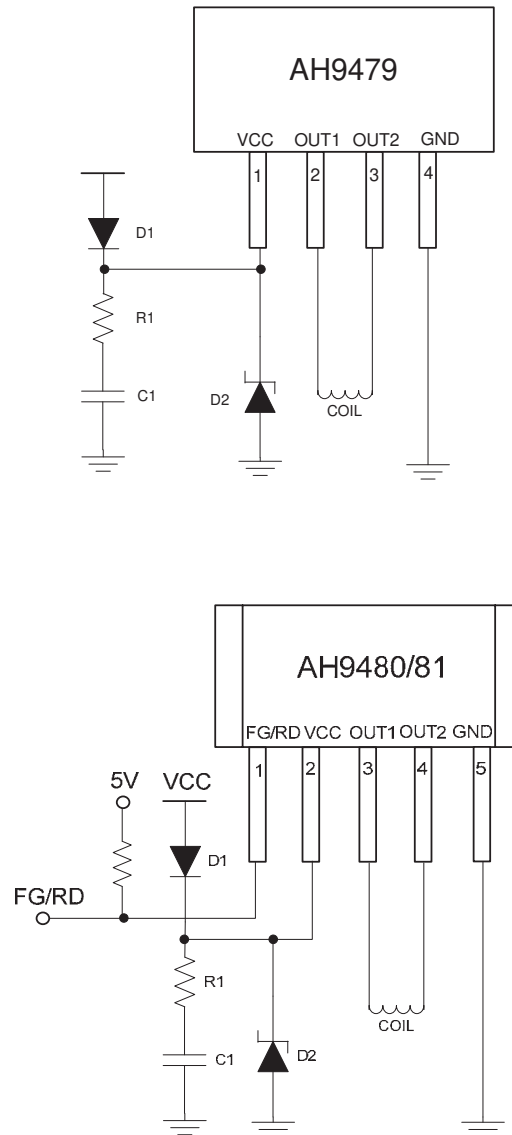 AH9479
VCC OUT1 OUT2 GND
1 2 3 4
D1
R1
C1
D2
COIL
AH9480/81
FG/RD VCC OUT1 OUT2 GND
1 2 3 4 5
5V VCC
D1
FG/RD
R1
C1
D2
COIL